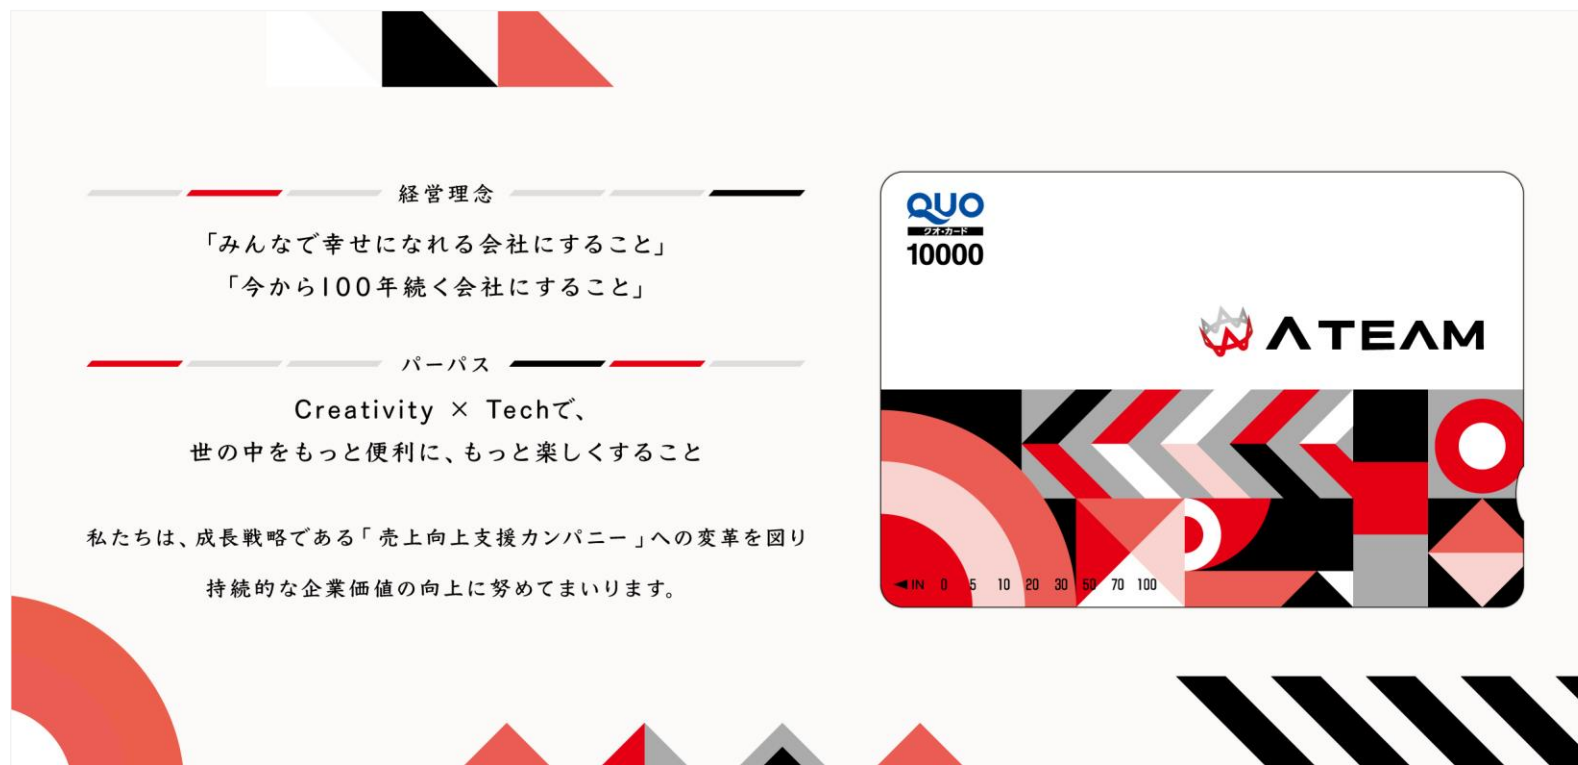 経営理念
「みんなで幸せになれる会社にすること」
「今から100年続く会社にすること」
パーパス
Creativity × Techで、
世の中をもっと便利に、もっと楽しくすること
私たちは、成長戦略である「売上向上支援カンパニー」への変革を図り
持続的な企業価値の向上に努めてまいります。
QUO
クオ・カード
10000
ATEAM
◀IN 0 5 10 20 30 50 70 100